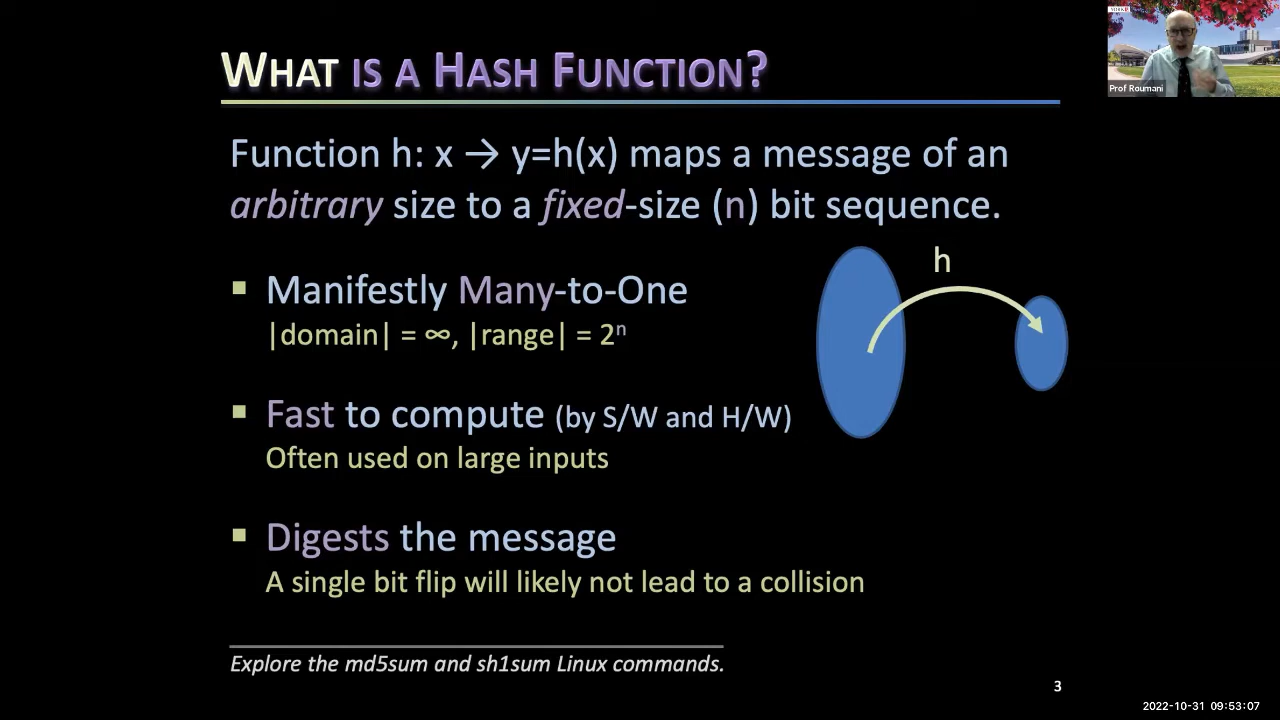 WHAT IS A HASH FUNCTION?
Function h: x → y=h(x) maps a message of an
arbitrary size to a fixed-size (n) bit sequence.
h
▪ Manifestly Many-to-One
|domain| = ∞, |range| = 2ⁿ
▪ Fast to compute (by S/W and H/W)
Often used on large inputs
▪ Digests the message
A single bit flip will likely not lead to a collision
Explore the md5sum and sh1sum Linux commands.
3
YORK U
Prof Roumani
2022-10-31 09:53:07